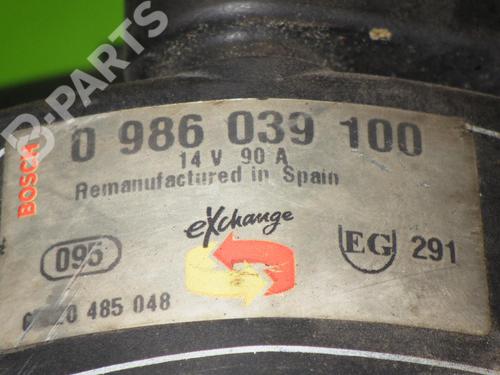 B-PARTS
BOSCH
0 986 039 100
14 V 90 A
Remanufactured in Spain
eXchange
095
EG 291
485 048